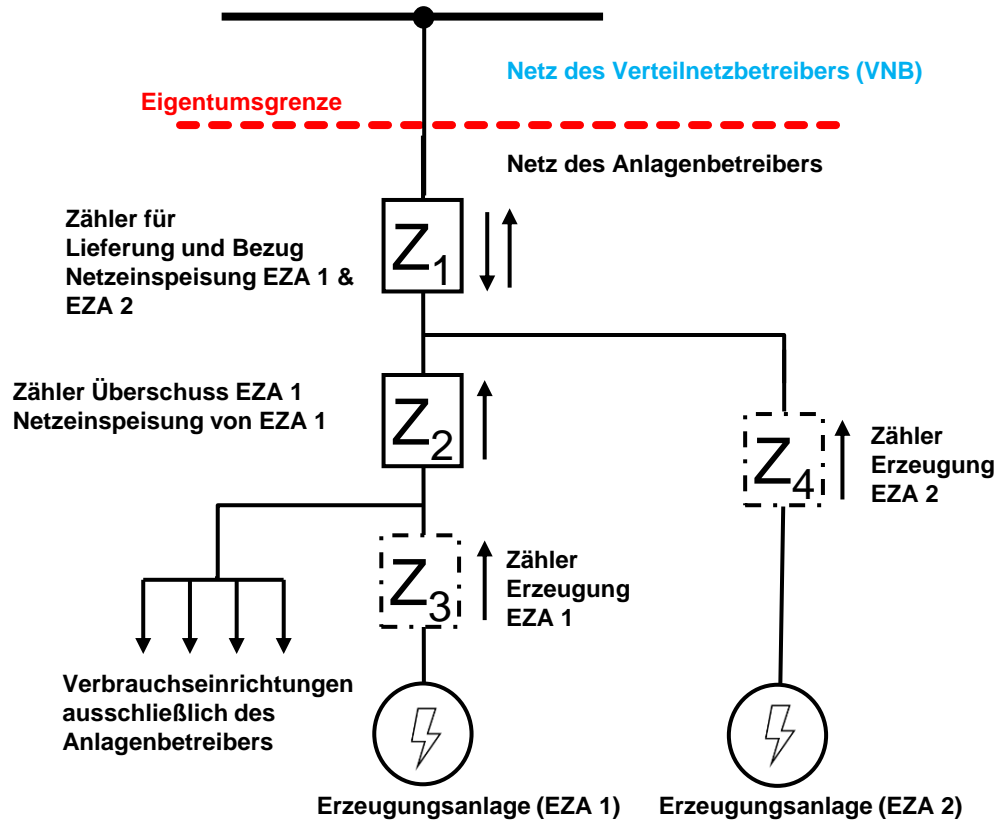 Netz des Verteilnetzbetreibers (VNB)
Eigentumsgrenze
Netz des Anlagenbetreibers
Zähler für
Lieferung und Bezug
Netzeinspeisung EZA 1 &
EZA 2
Z1
Zähler Überschuss EZA 1
Netzeinspeisung von EZA 1
Z2
Z4
Zähler
Erzeugung
EZA 2
Z3
Zähler
Erzeugung
EZA 1
Verbrauchseinrichtungen
ausschließlich des
Anlagenbetreibers
Erzeugungsanlage (EZA 1)
Erzeugungsanlage (EZA 2)